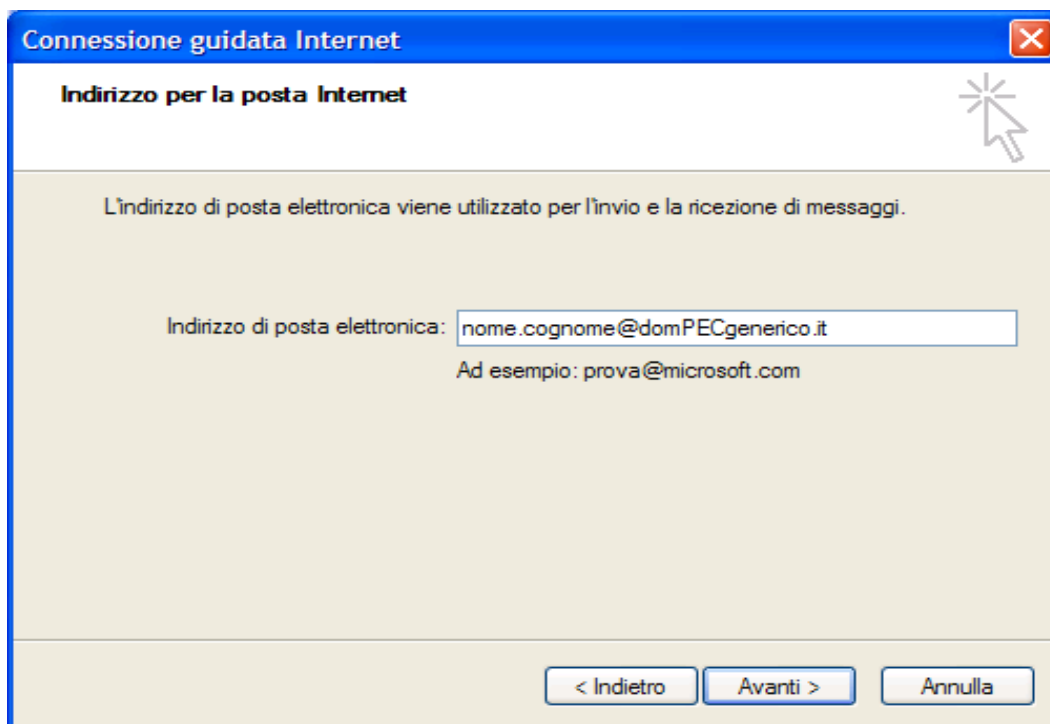 Connessione guidata Internet
Indirizzo per la posta Internet
L'indirizzo di posta elettronica viene utilizzato per l'invio e la ricezione di messaggi.
Indirizzo di posta elettronica: nome.cognome@domPECgenerico.it
Ad esempio: prova@microsoft.com
< Indietro Avanti > Annulla